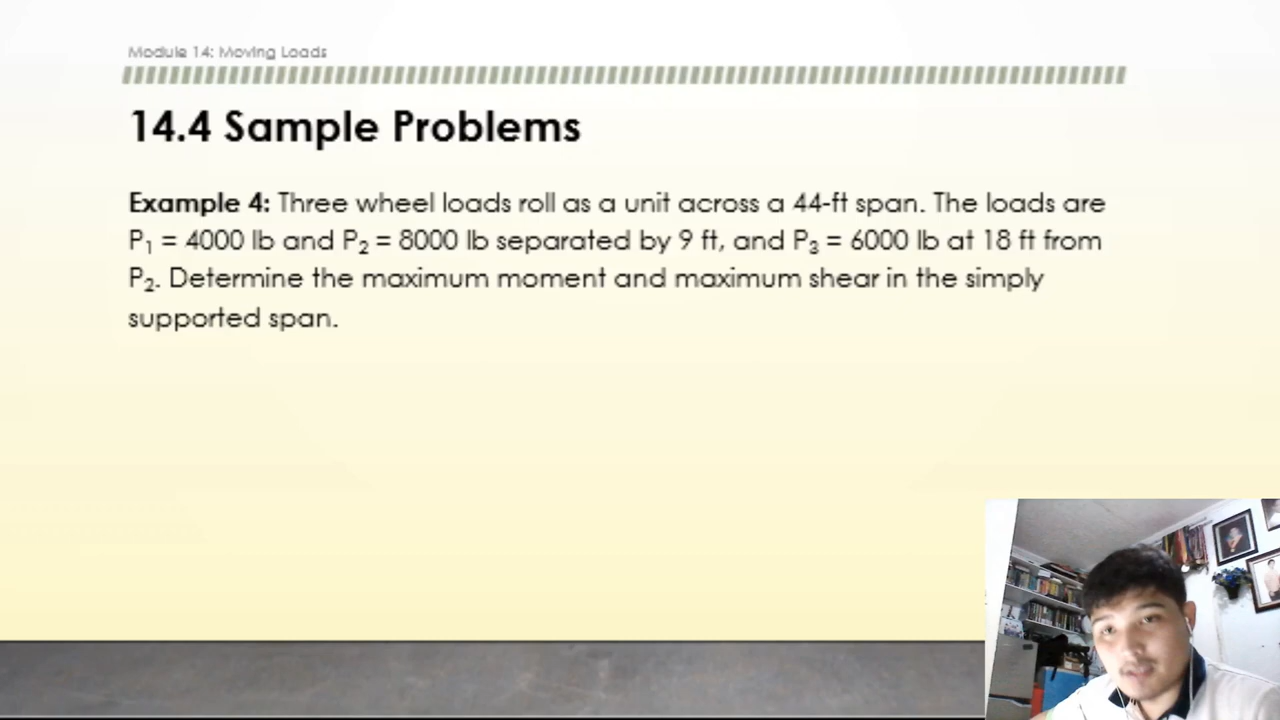 Module 14: Moving Loads
14.4 Sample Problems
Example 4: Three wheel loads roll as a unit across a 44-ft span. The loads are
P₁ = 4000 lb and P₂ = 8000 lb separated by 9 ft, and P₃ = 6000 lb at 18 ft from
P₂. Determine the maximum moment and maximum shear in the simply
supported span.